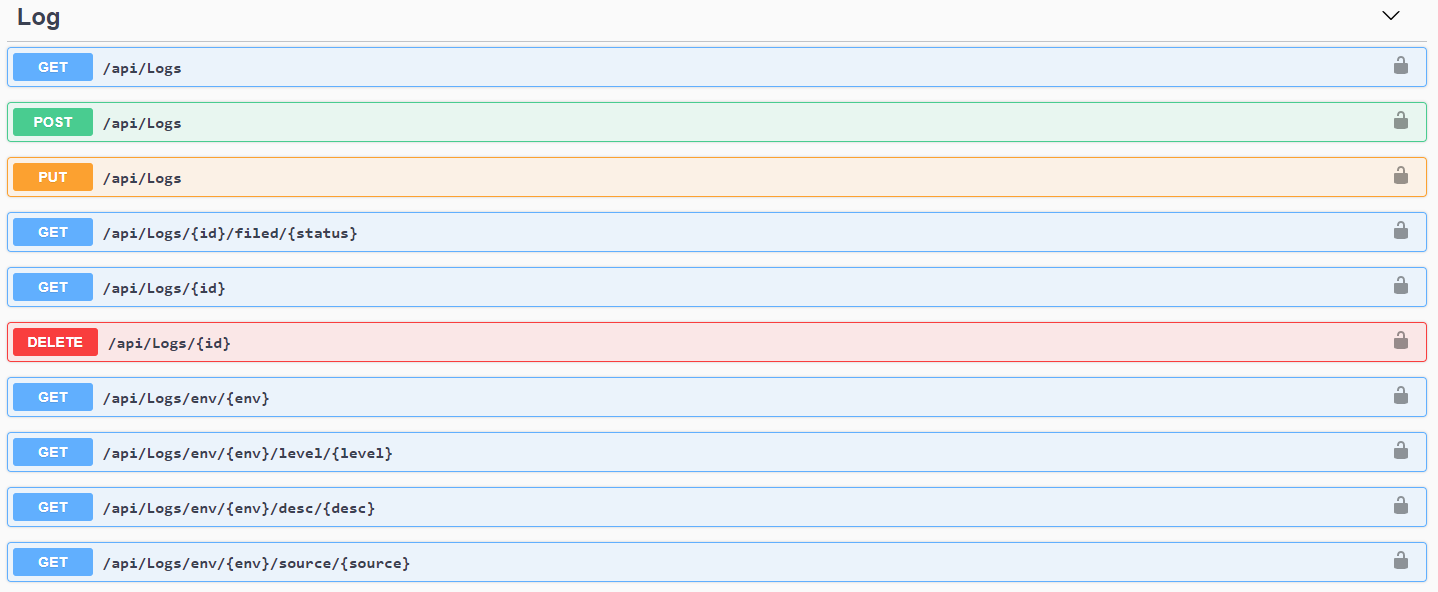 Log
GET /api/Logs
POST /api/Logs
PUT /api/Logs
GET /api/Logs/{id}/filed/{status}
GET /api/Logs/{id}
DELETE /api/Logs/{id}
GET /api/Logs/env/{env}
GET /api/Logs/env/{env}/level/{level}
GET /api/Logs/env/{env}/desc/{desc}
GET /api/Logs/env/{env}/source/{source}